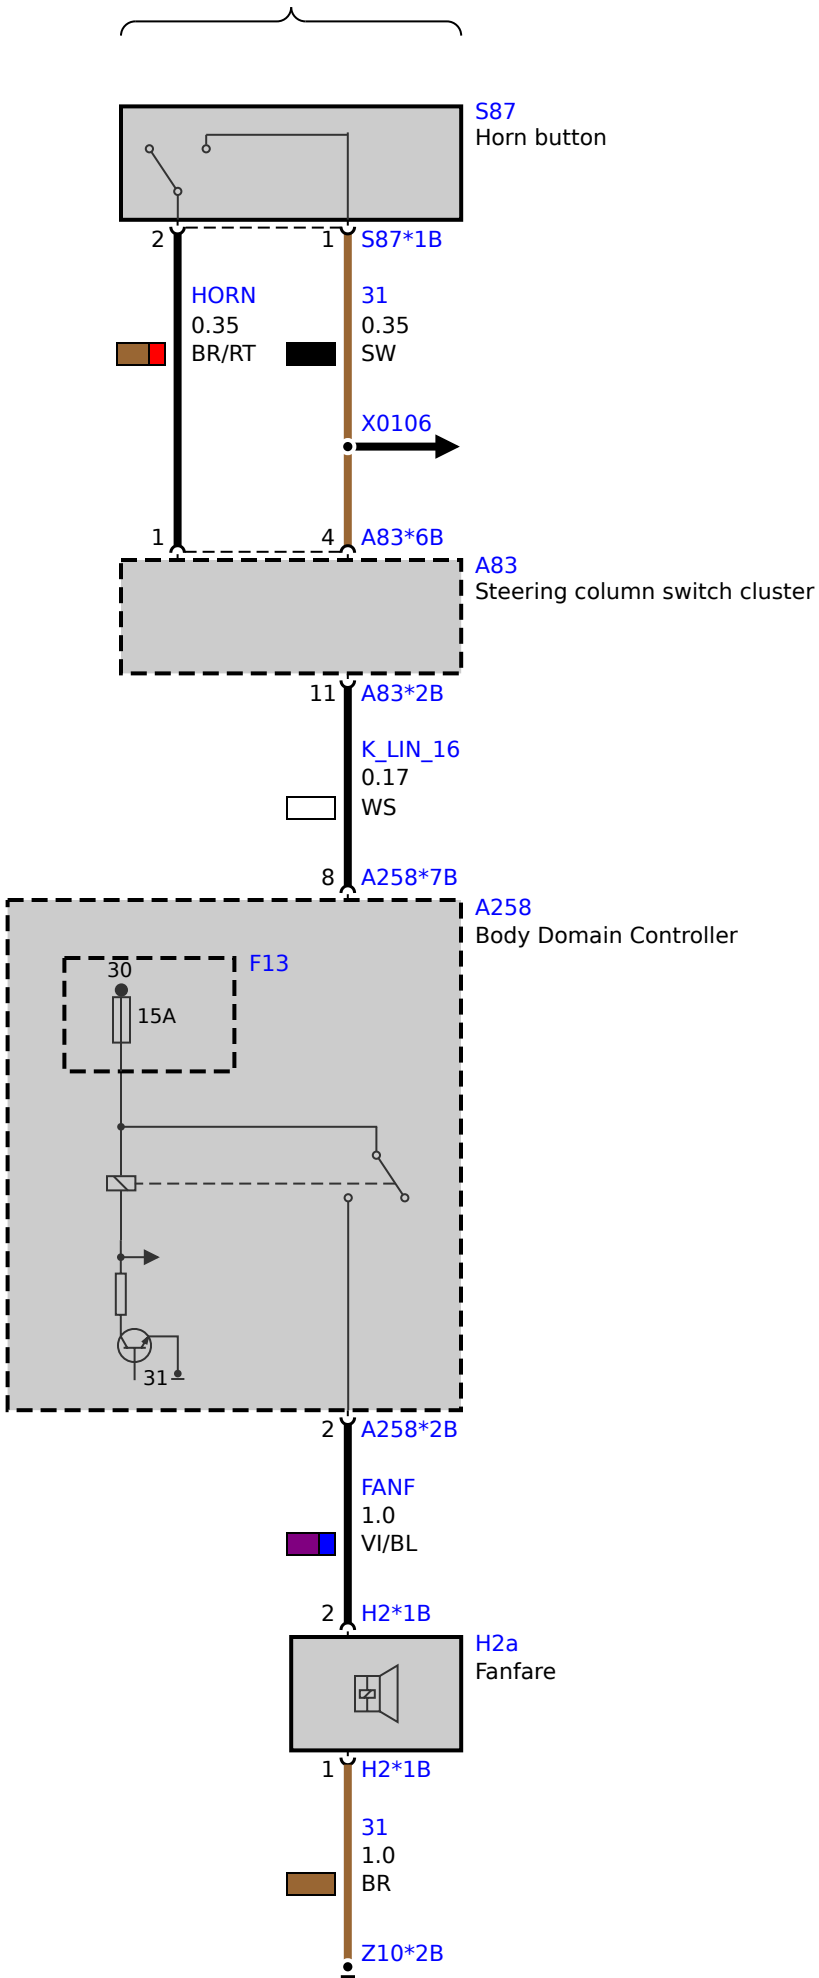 S87
Horn button
2
1
S87*1B
HORN
31
0.35
0.35
BR/RT
SW
X0106
1
4
A83*6B
A83
Steering column switch cluster
11
A83*2B
K_LIN_16
0.17
WS
8
A258*7B
A258
Body Domain Controller
30
F13
15A
31
2
A258*2B
FANF
1.0
VI/BL
2
H2*1B
H2a
Fanfare
1
H2*1B
31
1.0
BR
Z10*2B